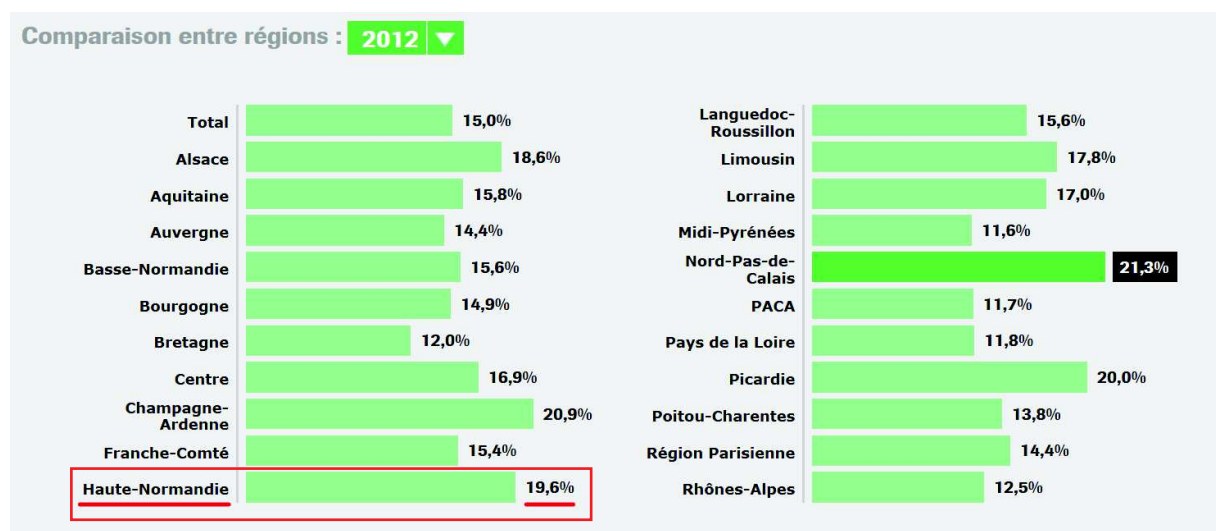 Comparaison entre régions : 2012
Total 15,0%
Alsace 18,6%
Aquitaine 15,8%
Auvergne 14,4%
Basse-Normandie 15,6%
Bourgogne 14,9%
Bretagne 12,0%
Centre 16,9%
Champagne-
Ardenne 20,9%
Franche-Comté 15,4%
Haute-Normandie 19,6%
Languedoc-
Roussillon 15,6%
Limousin 17,8%
Lorraine 17,0%
Midi-Pyrénées 11,6%
Nord-Pas-de-
Calais 21,3%
PACA 11,7%
Pays de la Loire 11,8%
Picardie 20,0%
Poitou-Charentes 13,8%
Région Parisienne 14,4%
Rhônes-Alpes 12,5%